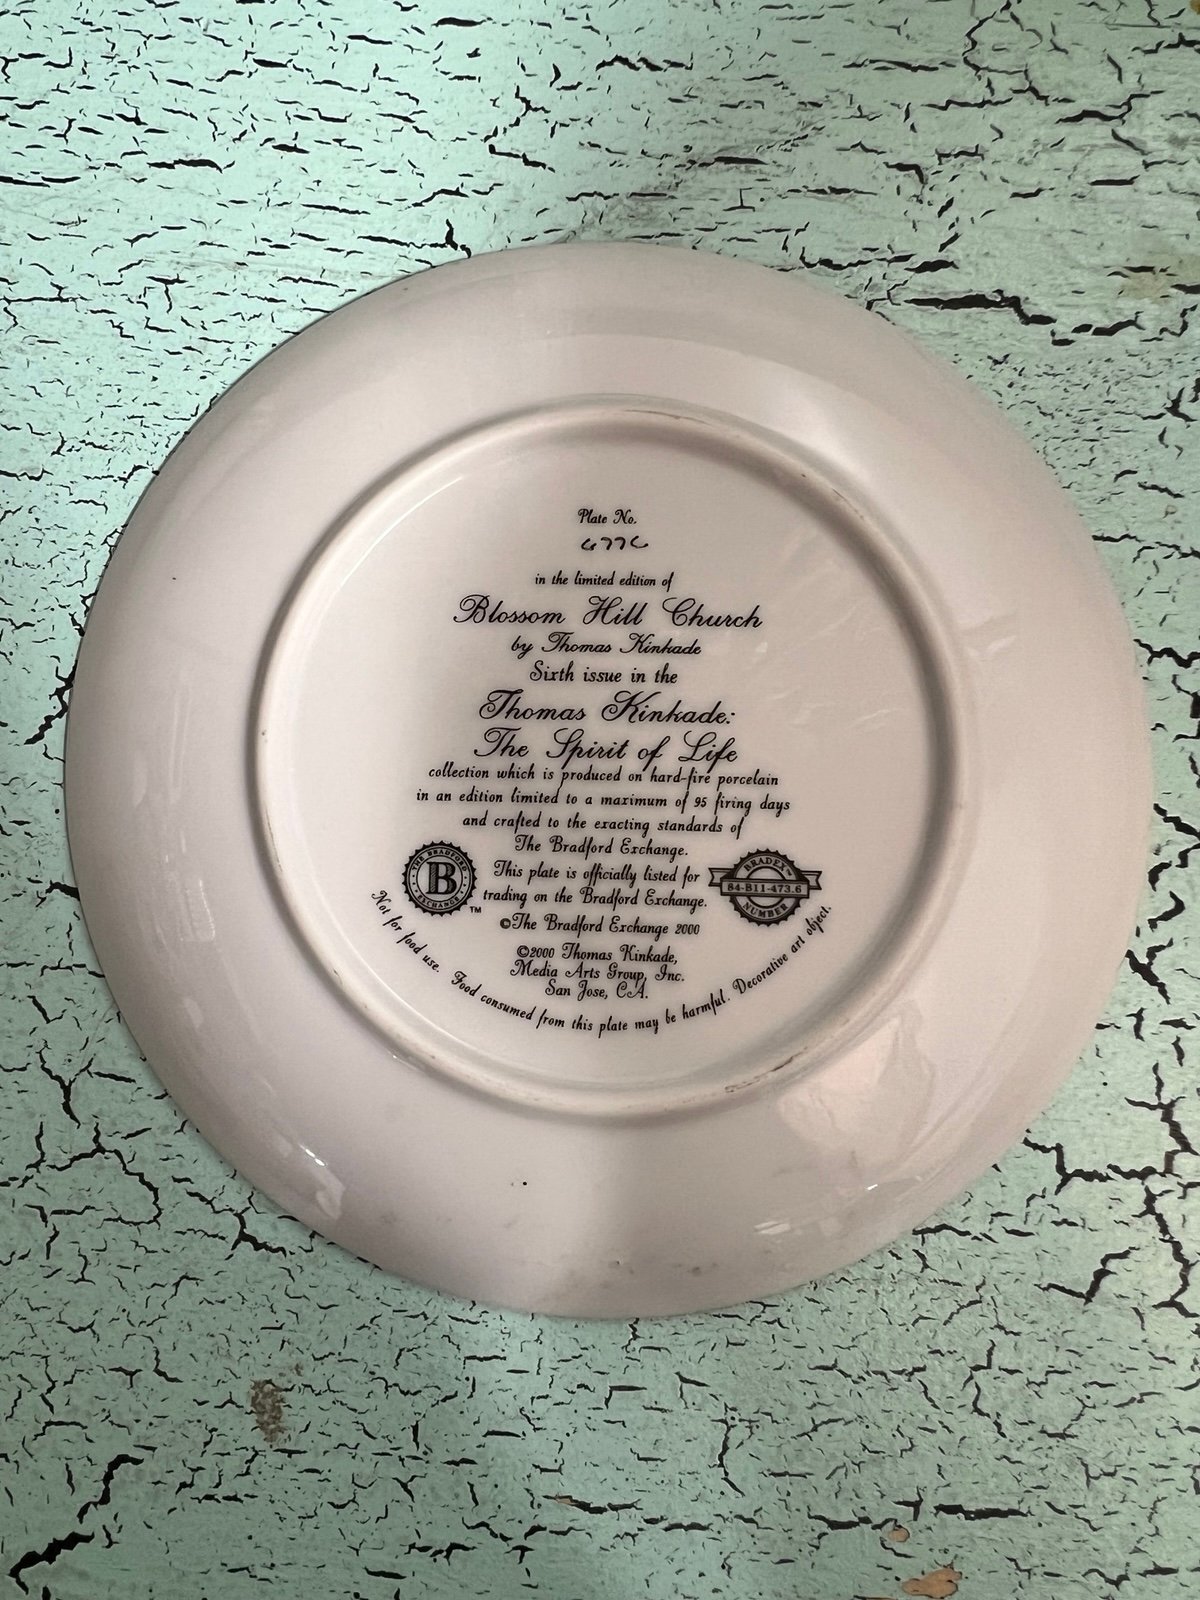 Plate No.
in the limited edition of
Blossom Hill Church
by Thomas Kinkade
Sixth issue in the
Thomas Kinkade:
The Spirit of Life
collection which is produced on hard-fire porcelain
in an edition limited to a maximum of 95 firing days
and crafted to the exacting standards of
The Bradford Exchange.
This plate is officially listed for
trading on the Bradford Exchange.
©The Bradford Exchange 2000
©2000 Thomas Kinkade,
Media Arts Group, Inc.
San Jose, CA.
THE BRADFORD
B
EXCHANGE
TM
BRADEX™
84-B11-473.6
NUMBER
Not for food use. Food consumed from this plate may be harmful. Decorative art object.